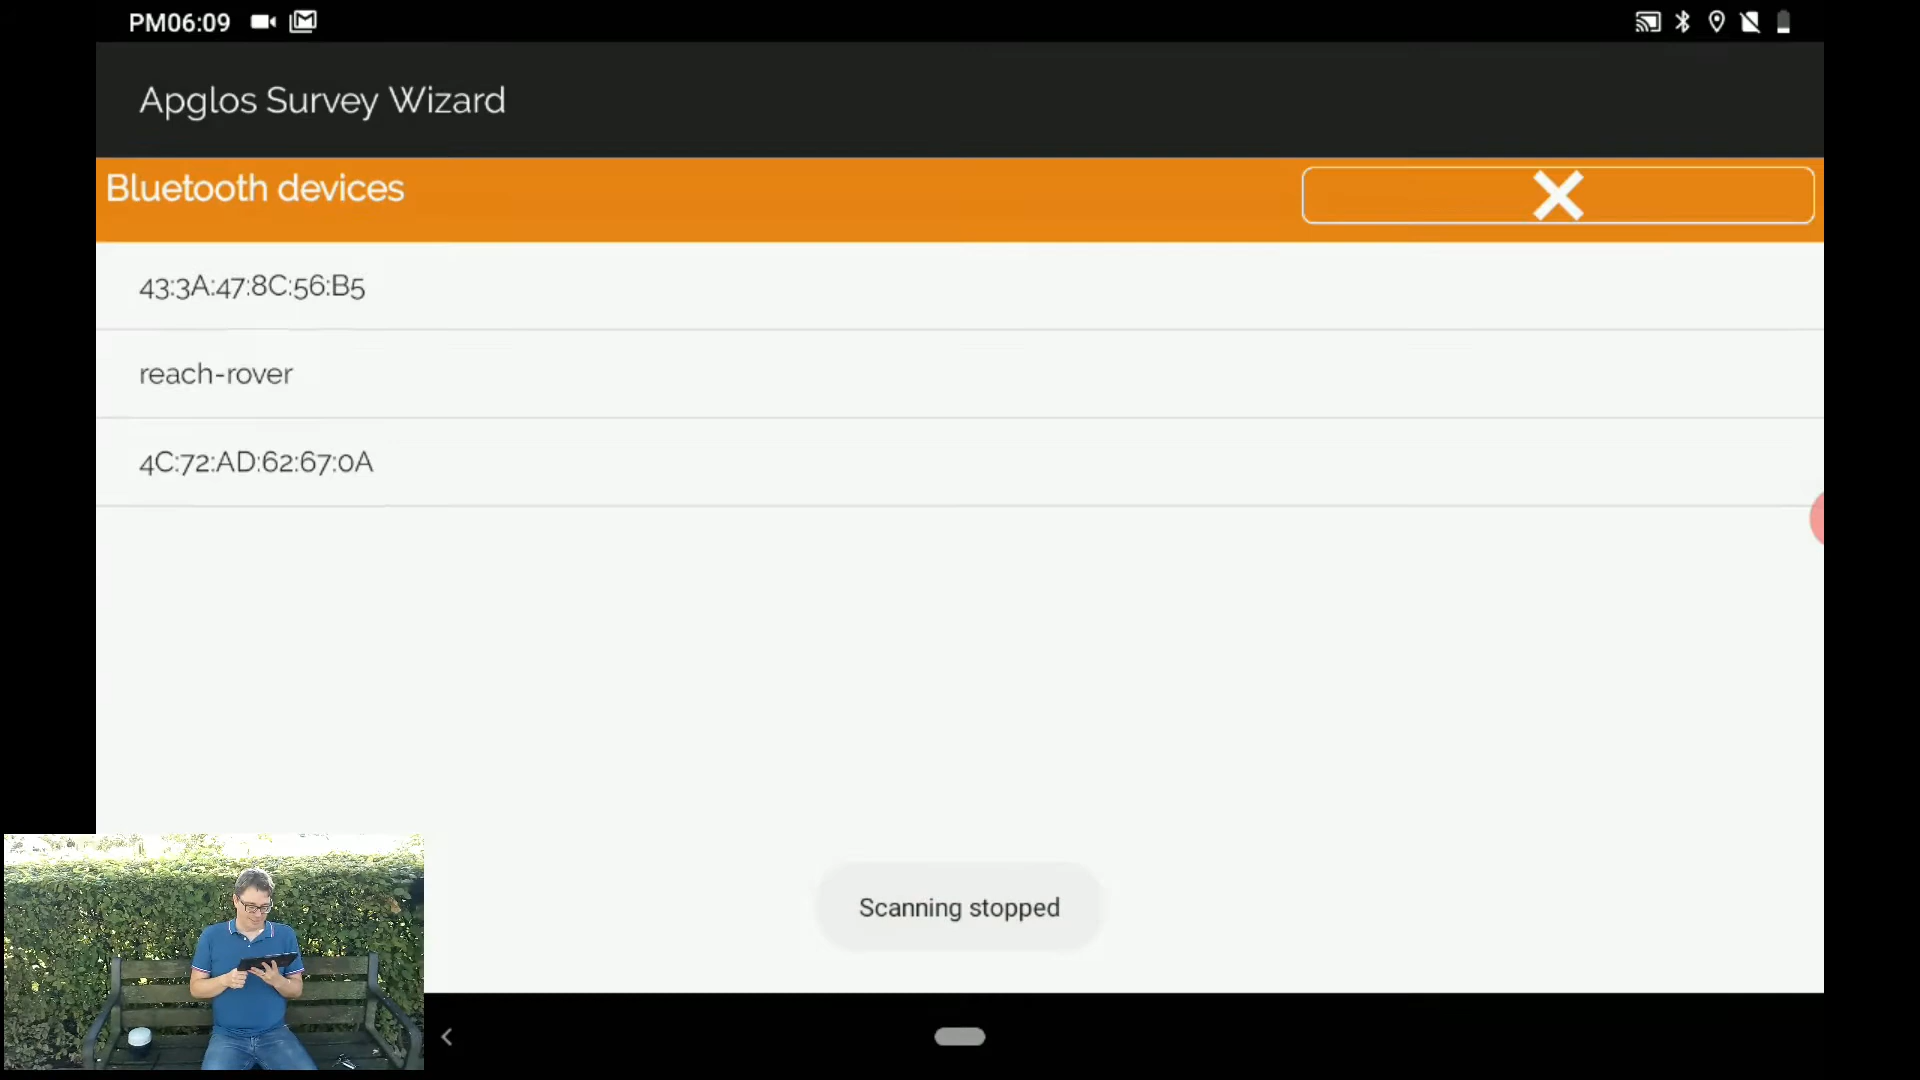 PM06:09
Apglos Survey Wizard
Bluetooth devices
43:3A:47:8C:56:B5
reach-rover
4C:72:AD:62:67:0A
Scanning stopped